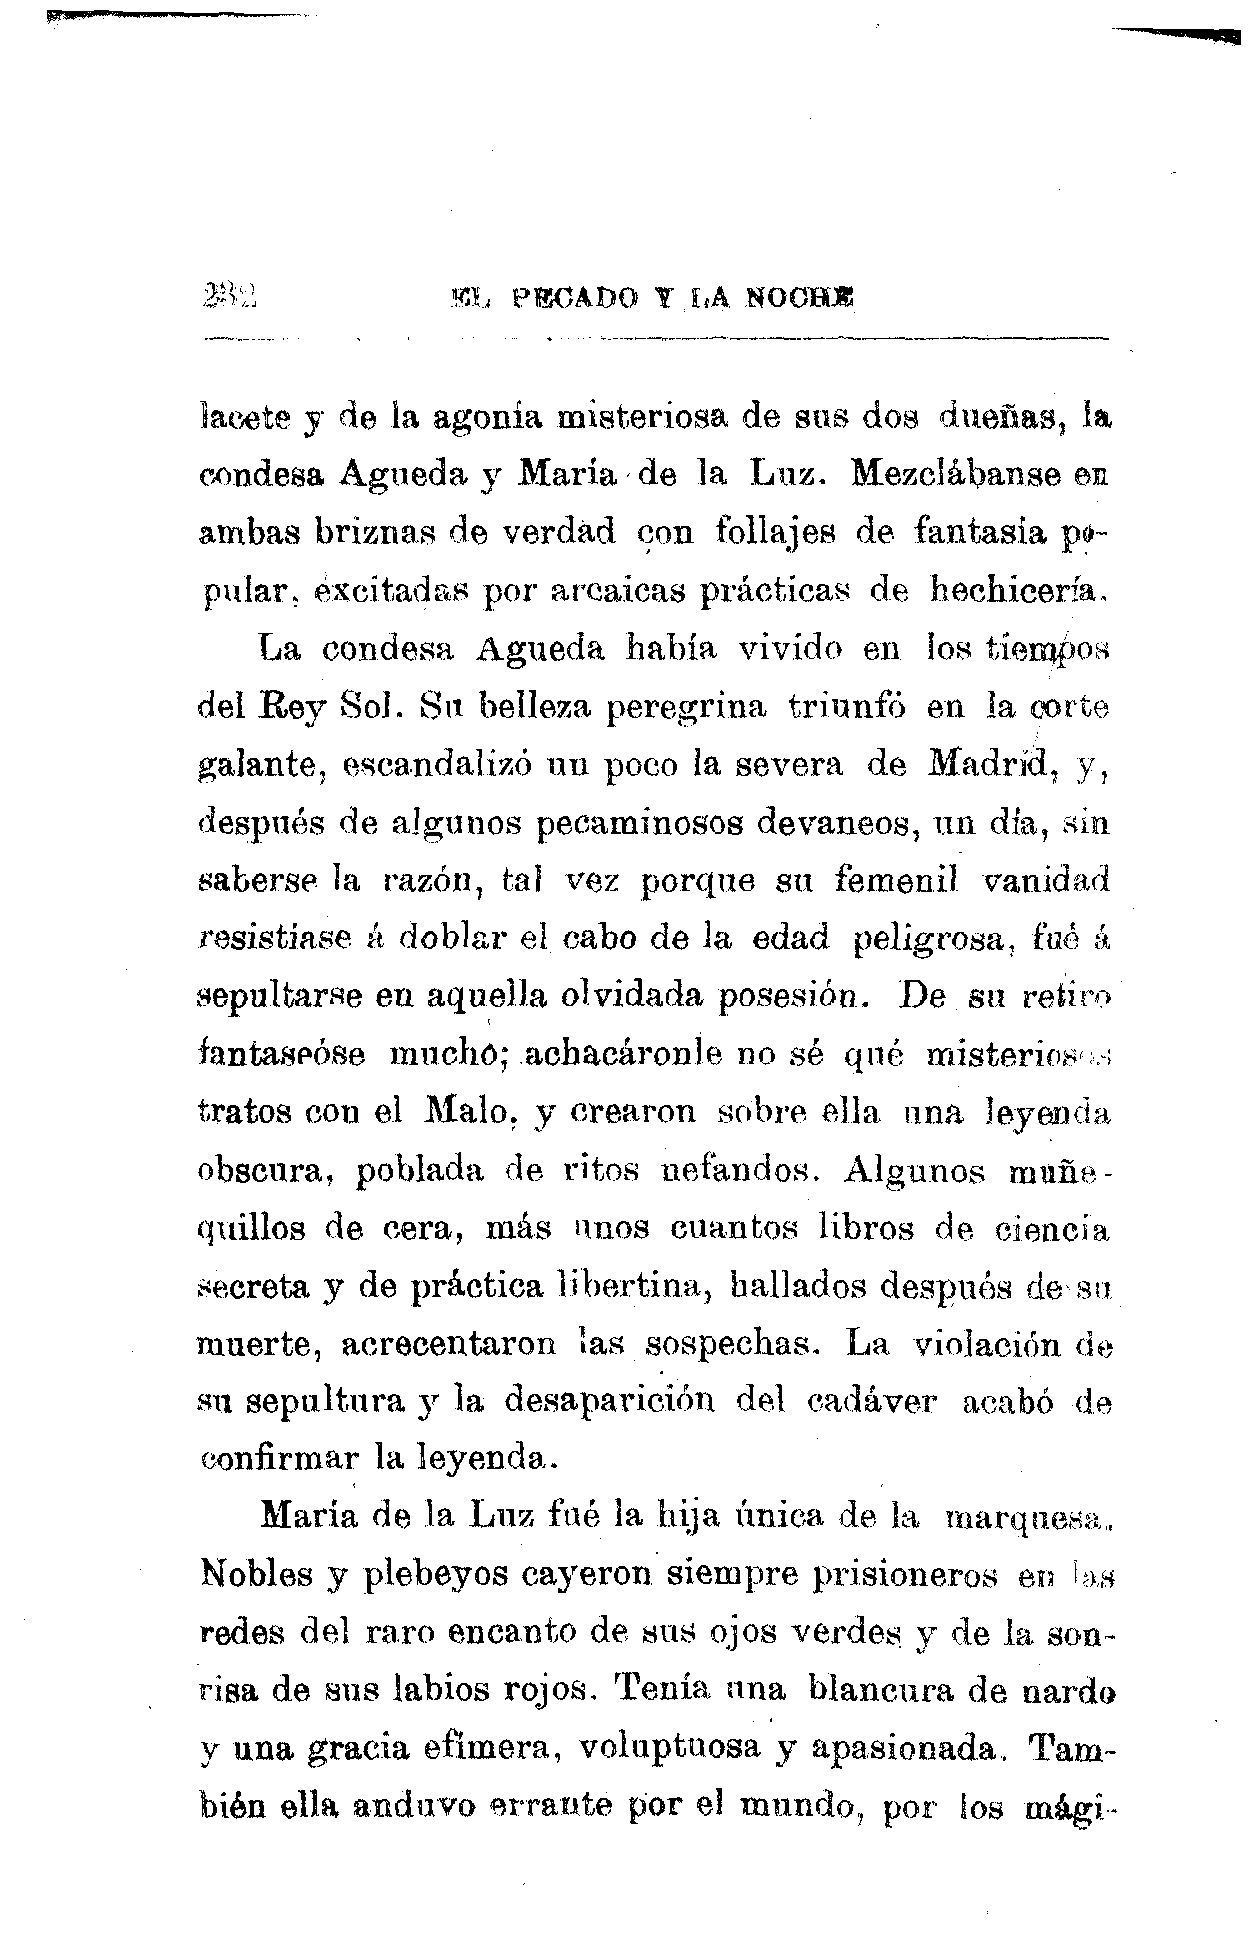 232 EL PECADO Y LA NOCHE
lacete y de la agonía misteriosa de sus dos dueñas, la
condesa Agueda y María de la Luz. Mezclábanse en
ambas briznas de verdad con follajes de fantasía po-
pular, excitadas por arcaicas prácticas de hechicería.
La condesa Agueda había vivido en los tiempos
del Rey Sol. Su belleza peregrina triunfó en la corte
galante, escandalizó un poco la severa de Madrid, y,
después de algunos pecaminosos devaneos, un día, sin
saberse la razón, tal vez porque su femenil vanidad
resistiase á doblar el cabo de la edad peligrosa, fué á
sepultarse en aquella olvidada posesión. De su retiro
fantaseóse mucho; achacáronle no sé qué misteriosos
tratos con el Malo, y crearon sobre ella una leyenda
obscura, poblada de ritos nefandos. Algunos muñe-
quillos de cera, más unos cuantos libros de ciencia
secreta y de práctica libertina, hallados después de su
muerte, acrecentaron las sospechas. La violación de
su sepultura y la desaparición del cadáver acabó de
confirmar la leyenda.
María de la Luz fué la hija única de la marquesa.
Nobles y plebeyos cayeron siempre prisioneros en las
redes del raro encanto de sus ojos verdes y de la son-
risa de sus labios rojos. Tenía una blancura de nardo
y una gracia efímera, voluptuosa y apasionada. Tam-
bién ella anduvo errante por el mundo, por los mági-